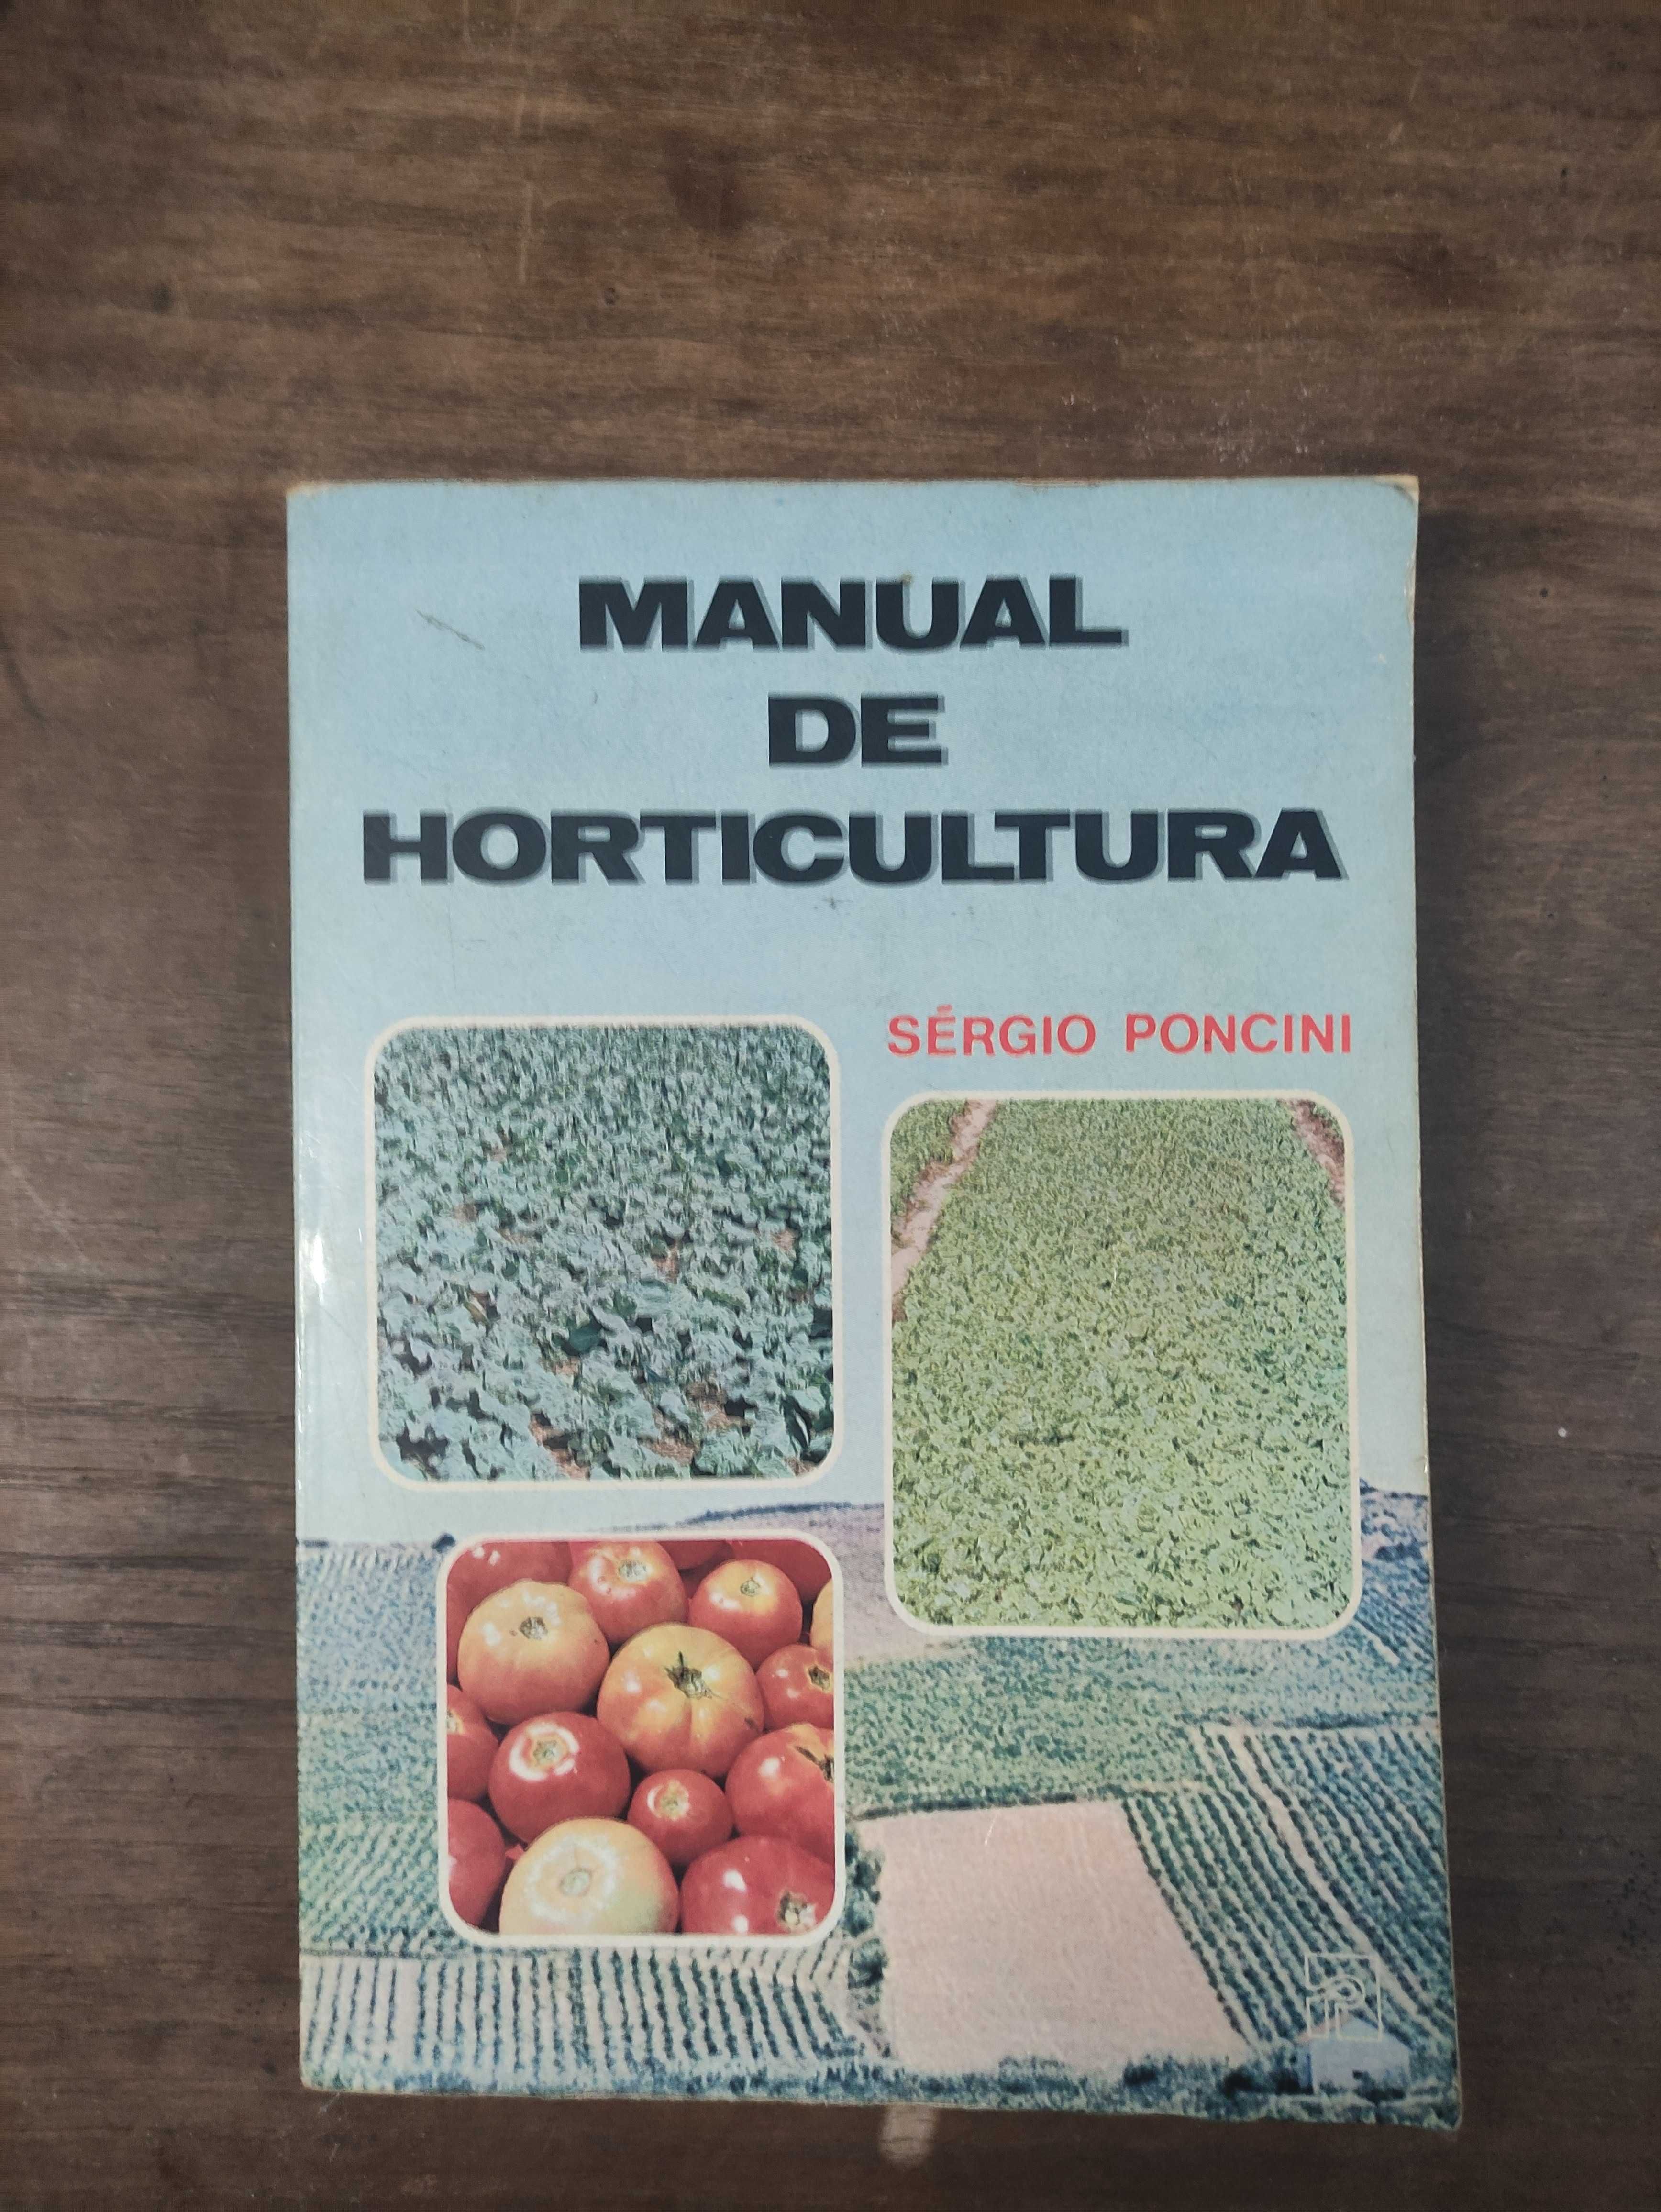 MANUAL
DE
HORTICULTURA
SÉRGIO PONCINI